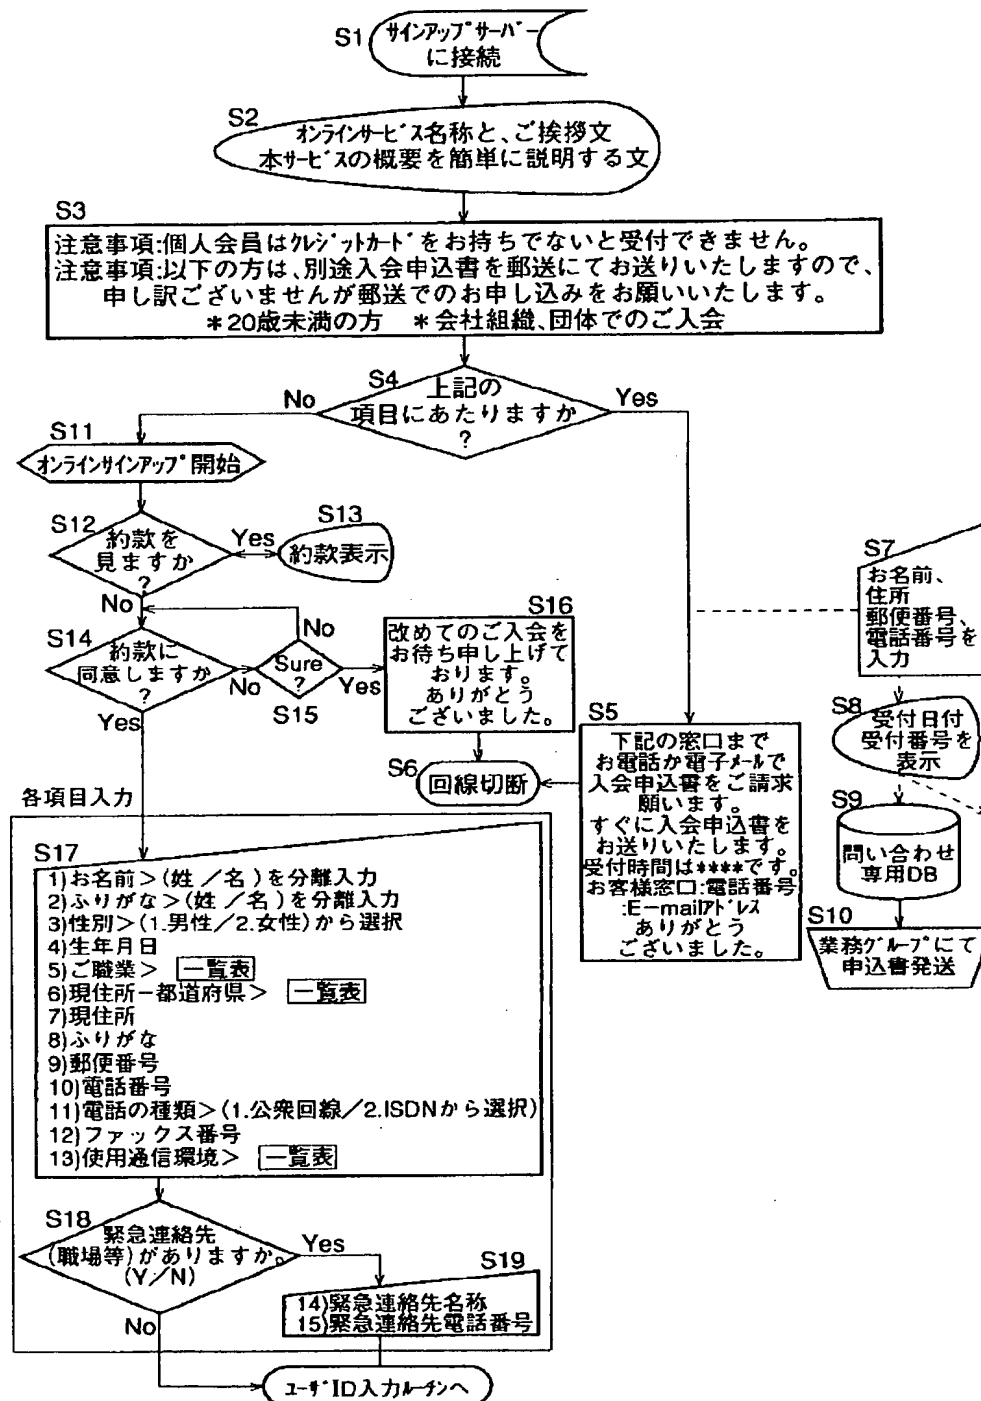 S1
サインアップサーバー
に接続
S2
オンラインサービス名称と、ご挨拶文
本サービスの概要を簡単に説明する文
S3
注意事項:個人会員はクレジットカードをお持ちでないと受付できません。
注意事項:以下の方は、別途入会申込書を郵送にてお送りいたしますので、
申し訳ございませんが郵送でのお申し込みをお願いいたします。
*20歳未満の方 *会社組織、団体でのご入会
S4
上記の
項目にあたりますか
?
No
Yes
S11
オンラインサインアップ開始
S12
約款を
見ますか
?
Yes
No
S13
約款表示
S14
約款に
同意しますか
?
No
Yes
No
Sure
?
Yes
S15
S16
改めてのご入会を
お待ち申し上げて
おります。
ありがとう
ございました。
S6
回線切断
S5
下記の窓口まで
お電話か電子メールで
入会申込書をご請求
願います。
すぐに入会申込書を
お送りいたします。
受付時間は****です。
お客様窓口:電話番号
:E-mailアドレス
ありがとう
ございました。
S7
お名前、
住所
郵便番号、
電話番号を
入力
S8
受付日付
受付番号を
表示
S9
問い合わせ
専用DB
S10
業務グループにて
申込書発送
各項目入力
S17
1)お名前>(姓/名)を分離入力
2)ふりがな>(姓/名)を分離入力
3)性別>(1.男性/2.女性)から選択
4)生年月日
5)ご職業> 一覧表
6)現住所-都道府県> 一覧表
7)現住所
8)ふりがな
9)郵便番号
10)電話番号
11)電話の種類>(1.公衆回線/2.ISDNから選択)
12)ファックス番号
13)使用通信環境> 一覧表
S18
緊急連絡先
(職場等)がありますか。
(Y/N)
Yes
No
S19
14)緊急連絡先名称
15)緊急連絡先電話番号
ユーザID入力ルーチンへ